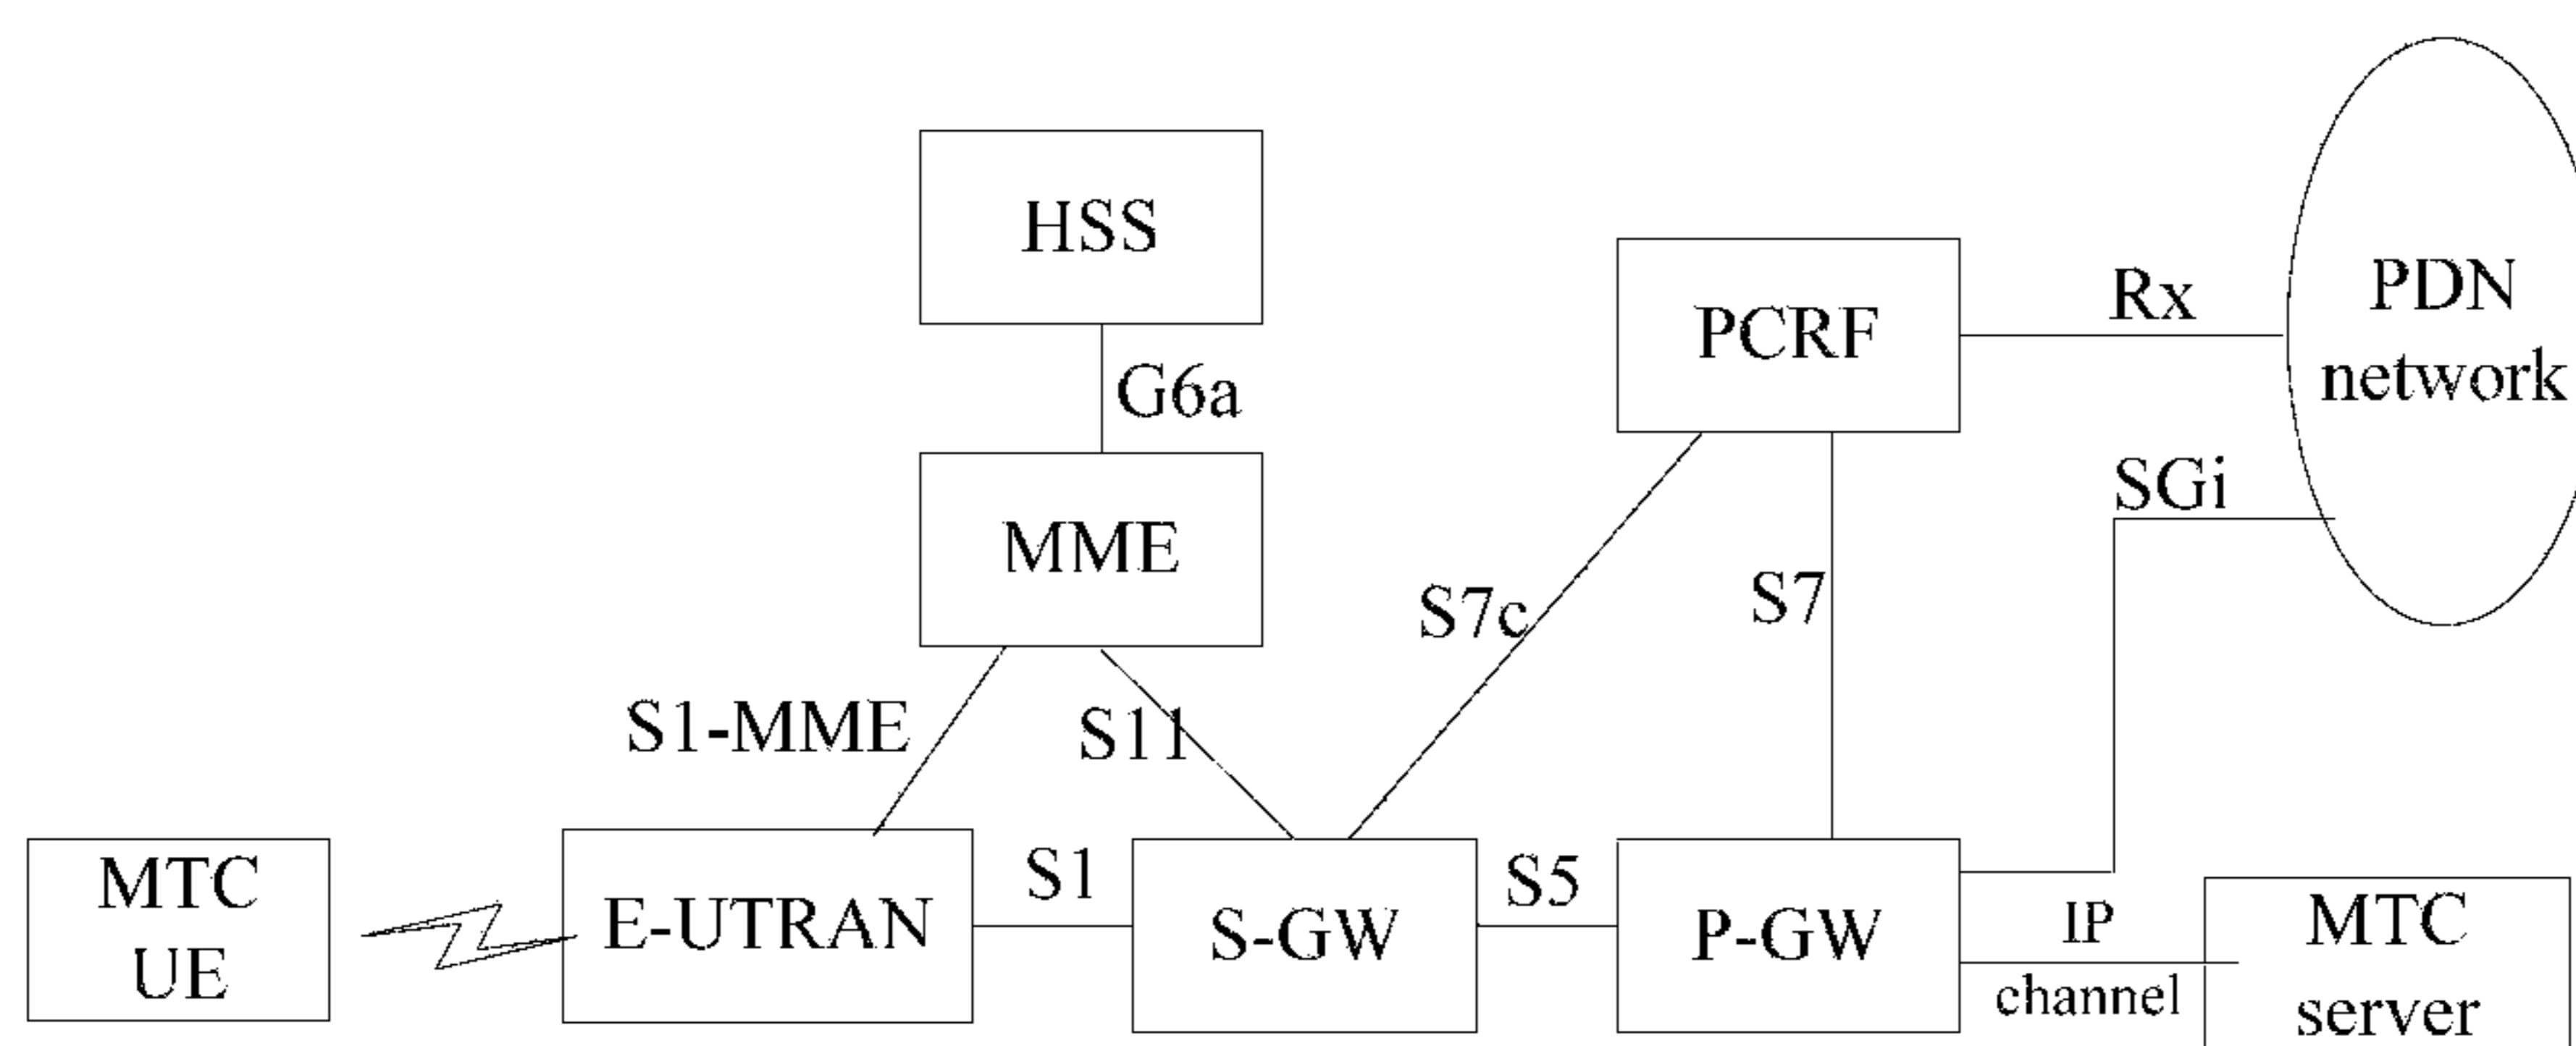 HSS
PCRF
Rx
PDN
network
G6a
SGi
MME
S7c
S7
S1-MME
S11
MTC
UE
E-UTRAN
S1
S-GW
S5
P-GW
IP
channel
MTC
server